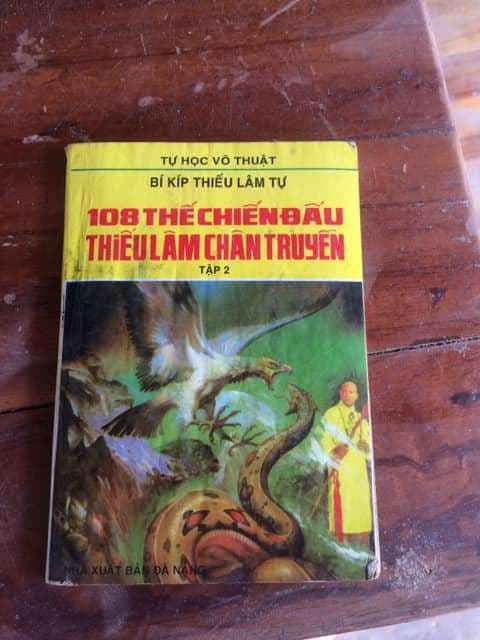 TỰ HỌC VÕ THUẬT
BÍ KÍP THIẾU LÂM TỰ
108 THẾ CHIẾN ĐẤU
THIẾU LÂM CHÂN TRUYỀN
TẬP 2
NHÀ XUẤT BẢN ĐÀ NẴNG